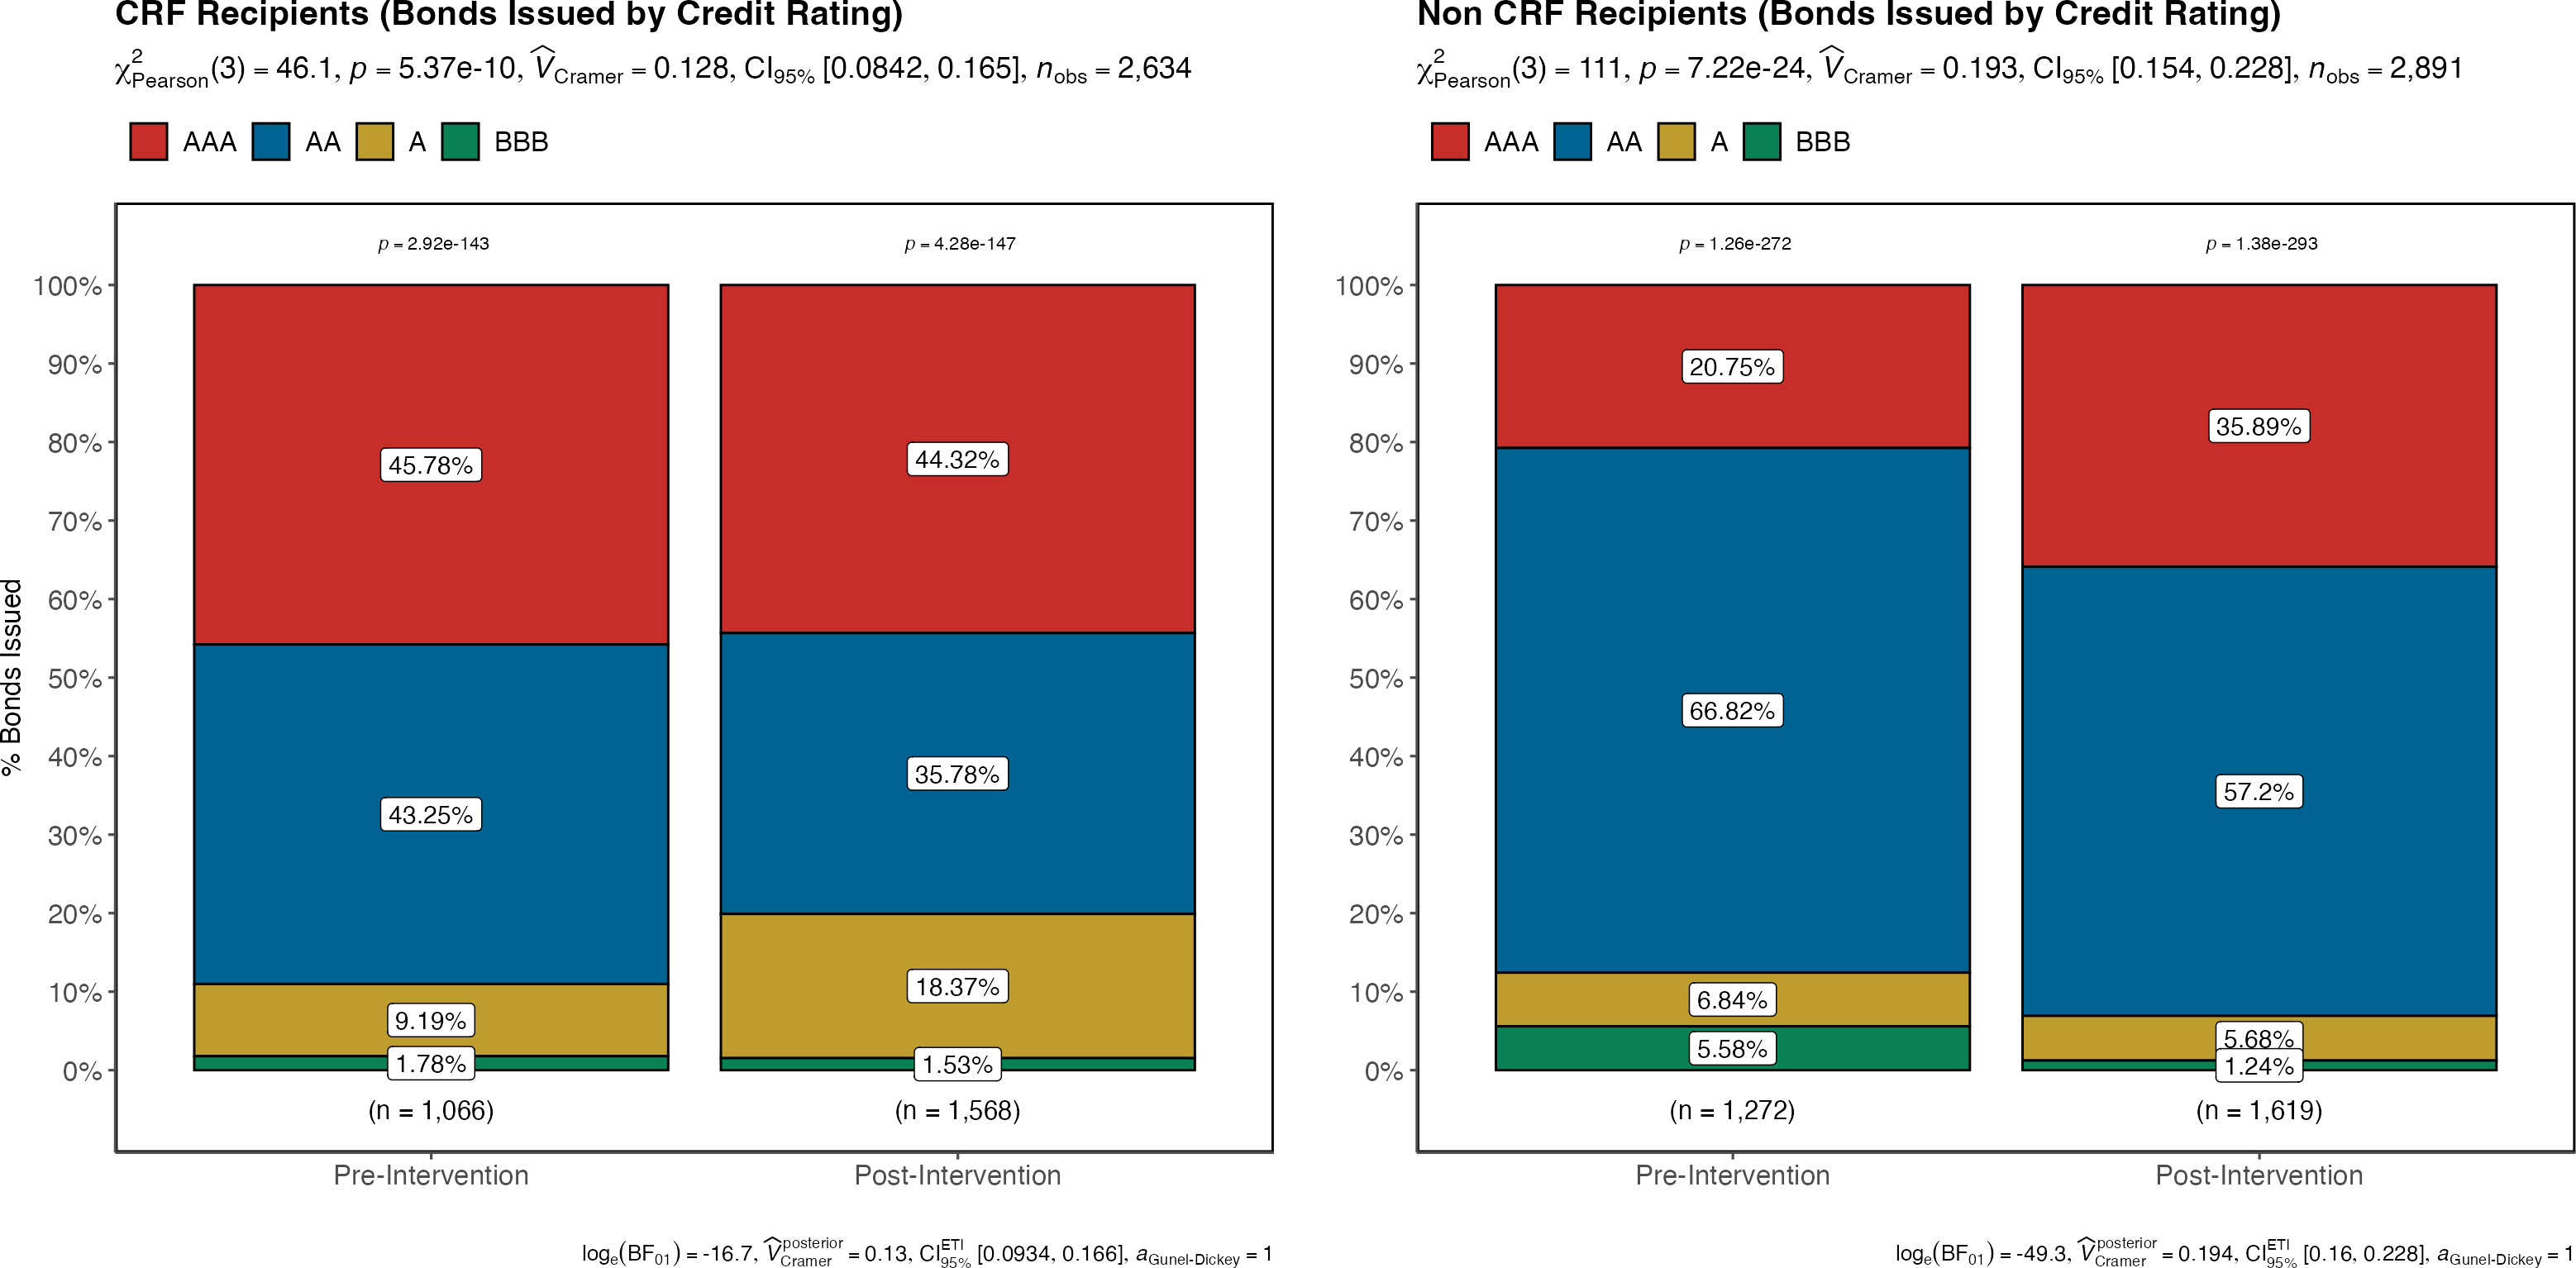 CRF Recipients (Bonds Issued by Credit Rating)
χ²Pearson(3) = 46.1, p = 5.37e-10, V̂Cramer = 0.128, CI95% [0.0842, 0.165], nobs = 2,634
AAA AA A BBB
p = 2.92e-143 p = 4.28e-147
100%
90%
80%
70%
60%
50%
40%
30%
20%
10%
0%
% Bonds Issued
45.78%
43.25%
9.19%
1.78%
(n = 1,066)
44.32%
35.78%
18.37%
1.53%
(n = 1,568)
Pre-Intervention Post-Intervention
loge(BF01) = -16.7, V̂Cramer posterior = 0.13, CI95% ETI [0.0934, 0.166], aGunel-Dickey = 1
Non CRF Recipients (Bonds Issued by Credit Rating)
χ²Pearson(3) = 111, p = 7.22e-24, V̂Cramer = 0.193, CI95% [0.154, 0.228], nobs = 2,891
AAA AA A BBB
p = 1.26e-272 p = 1.38e-293
100%
90%
80%
70%
60%
50%
40%
30%
20%
10%
0%
20.75%
66.82%
6.84%
5.58%
(n = 1,272)
35.89%
57.2%
5.68%
1.24%
(n = 1,619)
Pre-Intervention Post-Intervention
loge(BF01) = -49.3, V̂Cramer posterior = 0.194, CI95% ETI [0.16, 0.228], aGunel-Dickey = 1